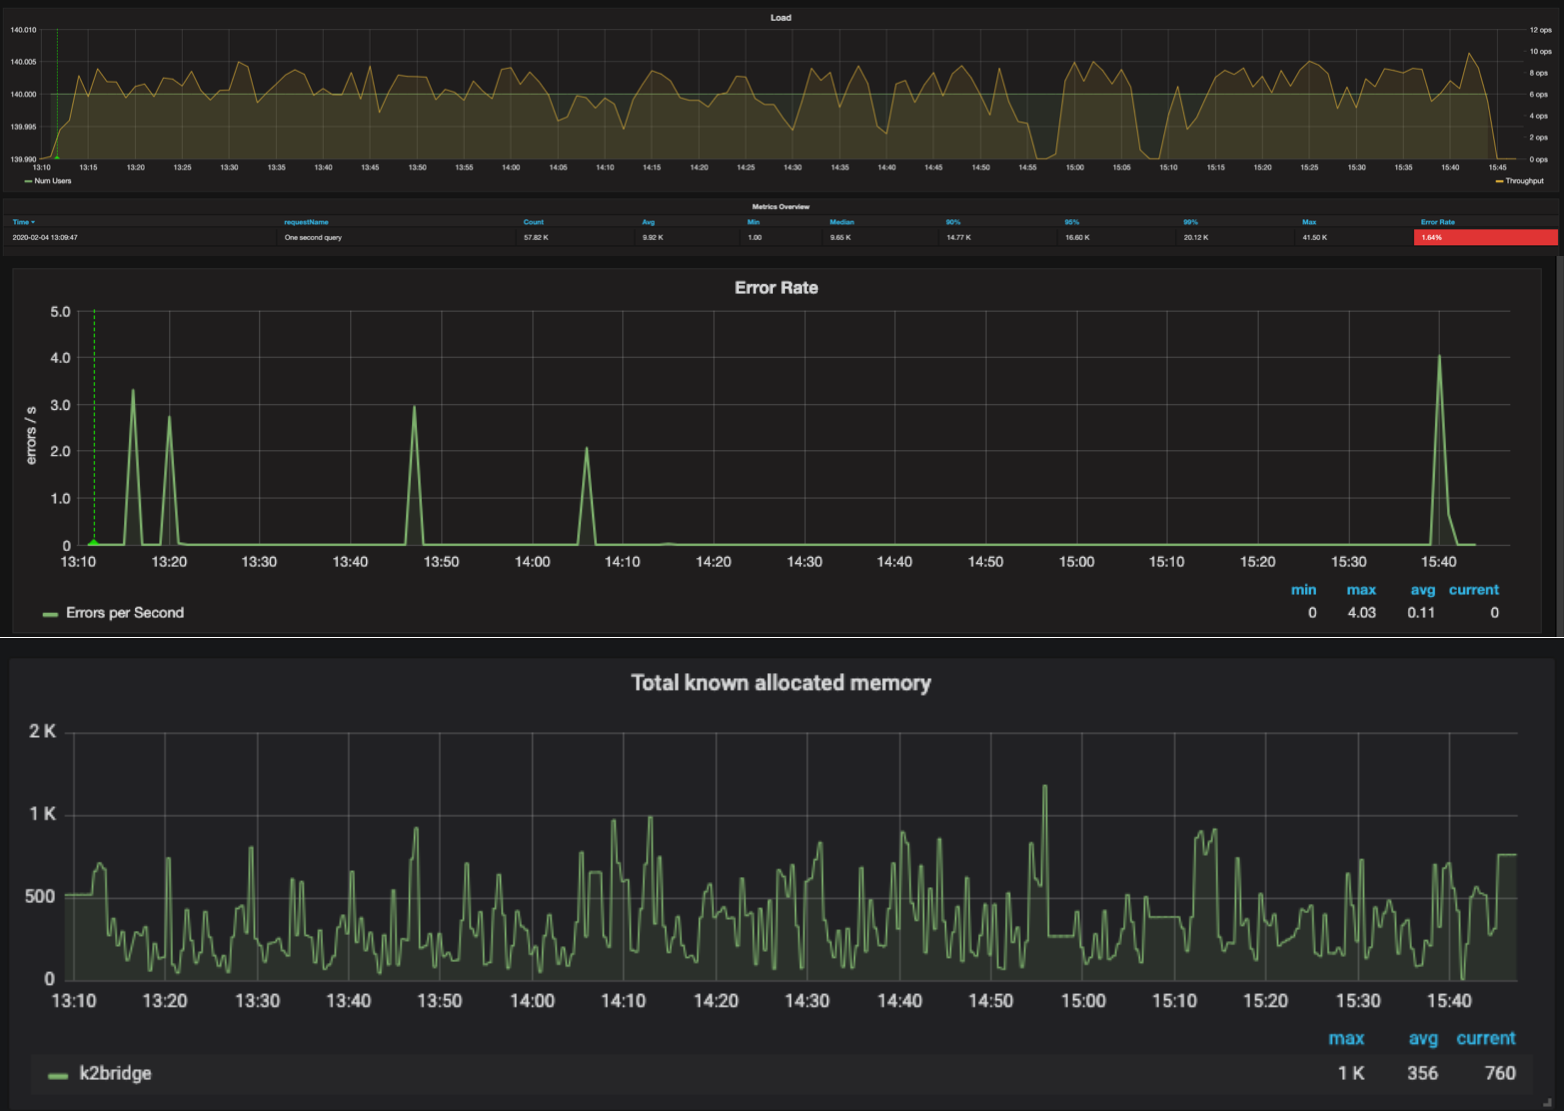 Load
140.010 12 ops
10 ops
140.005
8 ops
140.000 6 ops
4 ops
139.995
2 ops
139.990 0 ops
13:10 13:15 13:20 13:25 13:30 13:35 13:40 13:45 13:50 13:55 14:00 14:05 14:10 14:15 14:20 14:25 14:30 14:35 14:40 14:45 14:50 14:55 15:00 15:05 15:10 15:15 15:20 15:25 15:30 15:35 15:40 15:45
Num Users Throughput
Metrics Overview
Time requestName Count Avg Min Median 90% 95% 99% Max Error Rate
2020-02-04 13:09:47 One second query 57.82 K 9.92 K 1.00 9.65 K 14.77 K 16.60 K 20.12 K 41.50 K 1.64%
Error Rate
5.0
4.0
3.0
errors / s
2.0
1.0
0
13:10 13:20 13:30 13:40 13:50 14:00 14:10 14:20 14:30 14:40 14:50 15:00 15:10 15:20 15:30 15:40
min max avg current
Errors per Second 0 4.03 0.11 0
Total known allocated memory
2 K
1 K
500
0
13:10 13:20 13:30 13:40 13:50 14:00 14:10 14:20 14:30 14:40 14:50 15:00 15:10 15:20 15:30 15:40
max avg current
k2bridge 1 K 356 760